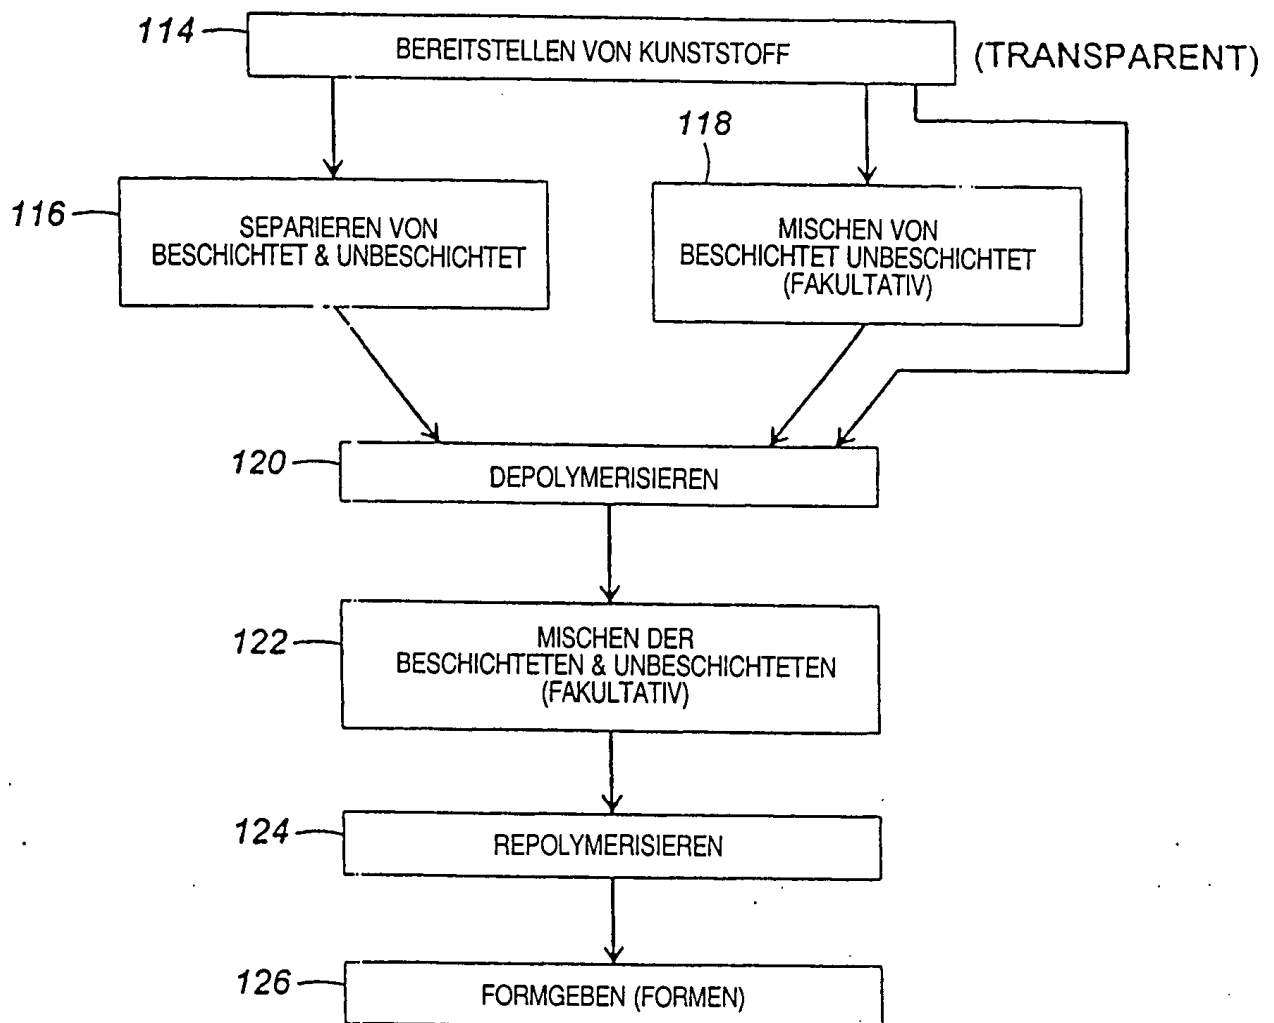 114
BEREITSTELLEN VON KUNSTSTOFF
(TRANSPARENT)
118
116
SEPARIEREN VON
BESCHICHTET & UNBESCHICHTET
MISCHEN VON
BESCHICHTET UNBESCHICHTET
(FAKULTATIV)
120
DEPOLYMERISIEREN
122
MISCHEN DER
BESCHICHTETEN & UNBESCHICHTETEN
(FAKULTATIV)
124
REPOLYMERISIEREN
126
FORMGEBEN (FORMEN)